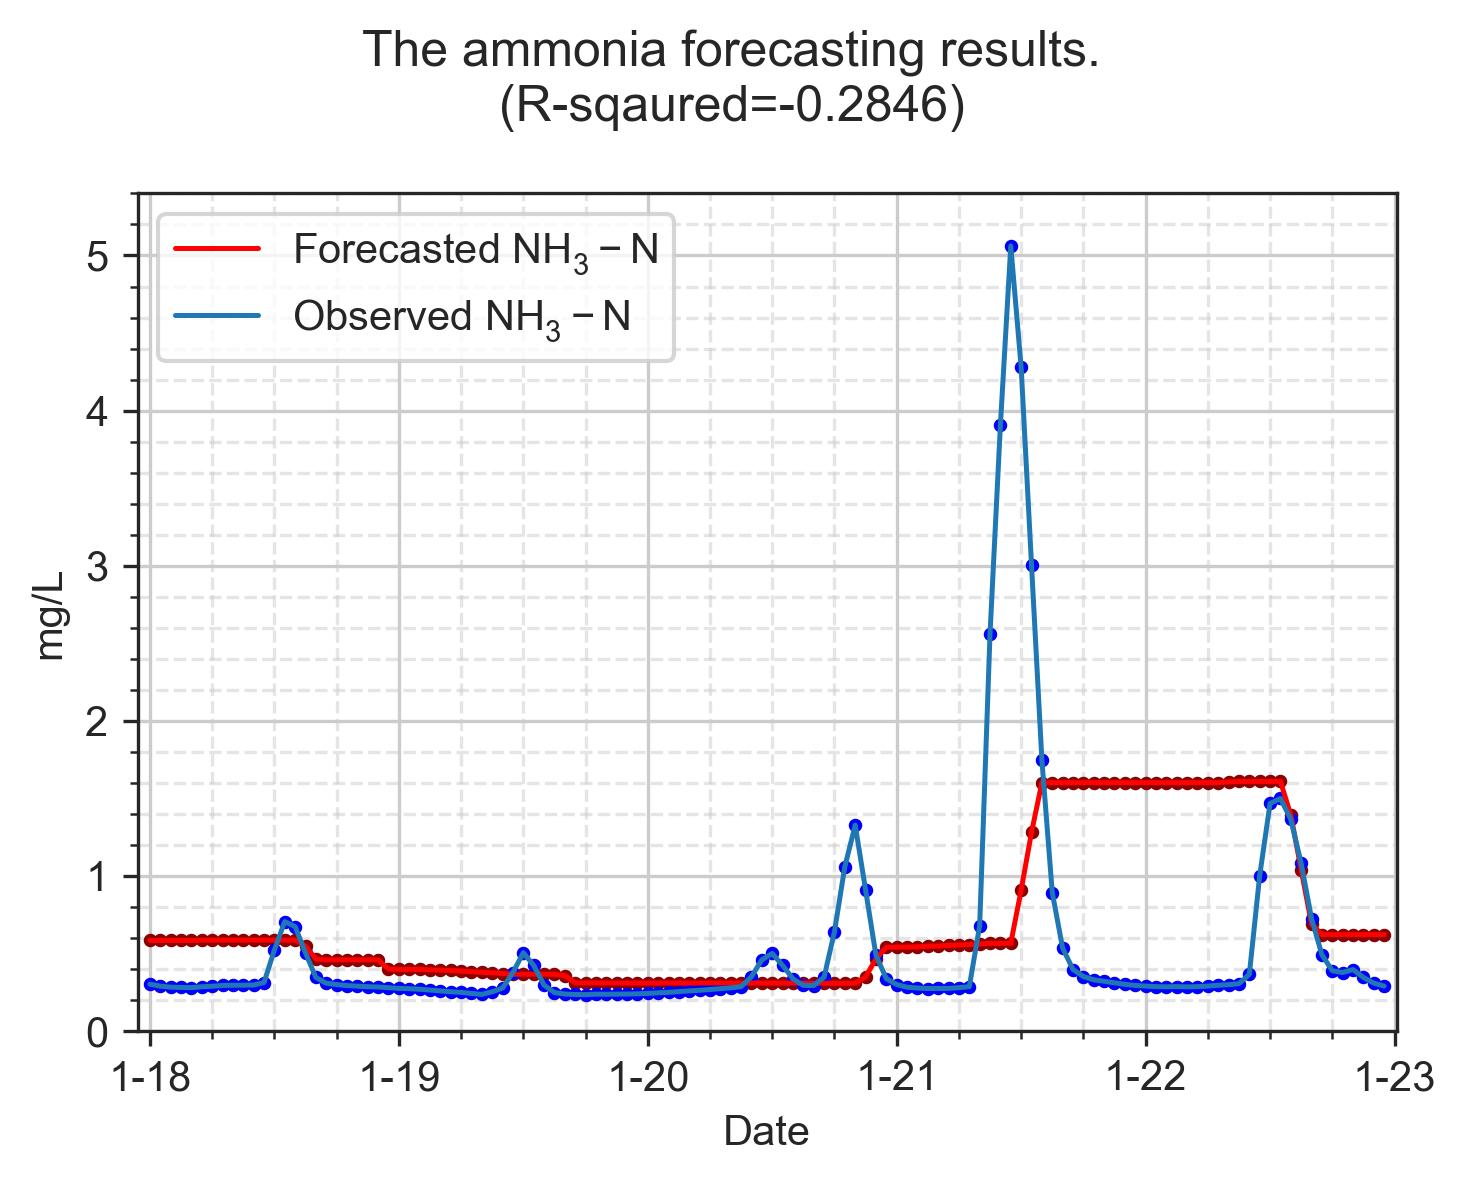 The ammonia forecasting results.
(R-sqaured=-0.2846)
Forecasted NH₃ − N
Observed NH₃ − N
5
4
3
2
1
0
mg/L
1-18 1-19 1-20 1-21 1-22 1-23
Date